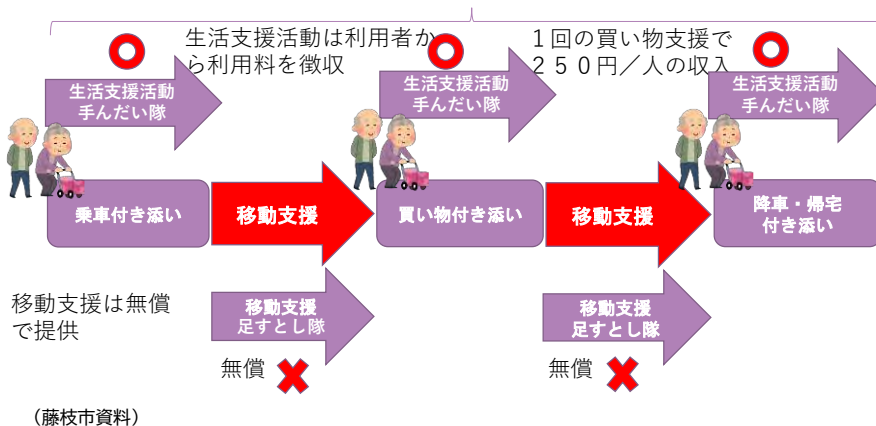 生活支援活動は利用者か
ら利用料を徴収
１回の買い物支援で
２５０円／人の収入
生活支援活動
手んだい隊
生活支援活動
手んだい隊
生活支援活動
手んだい隊
乗車付き添い
移動支援
買い物付き添い
移動支援
降車・帰宅
付き添い
移動支援は無償
で提供
移動支援
足すとし隊
移動支援
足すとし隊
無償
無償
（藤枝市資料）